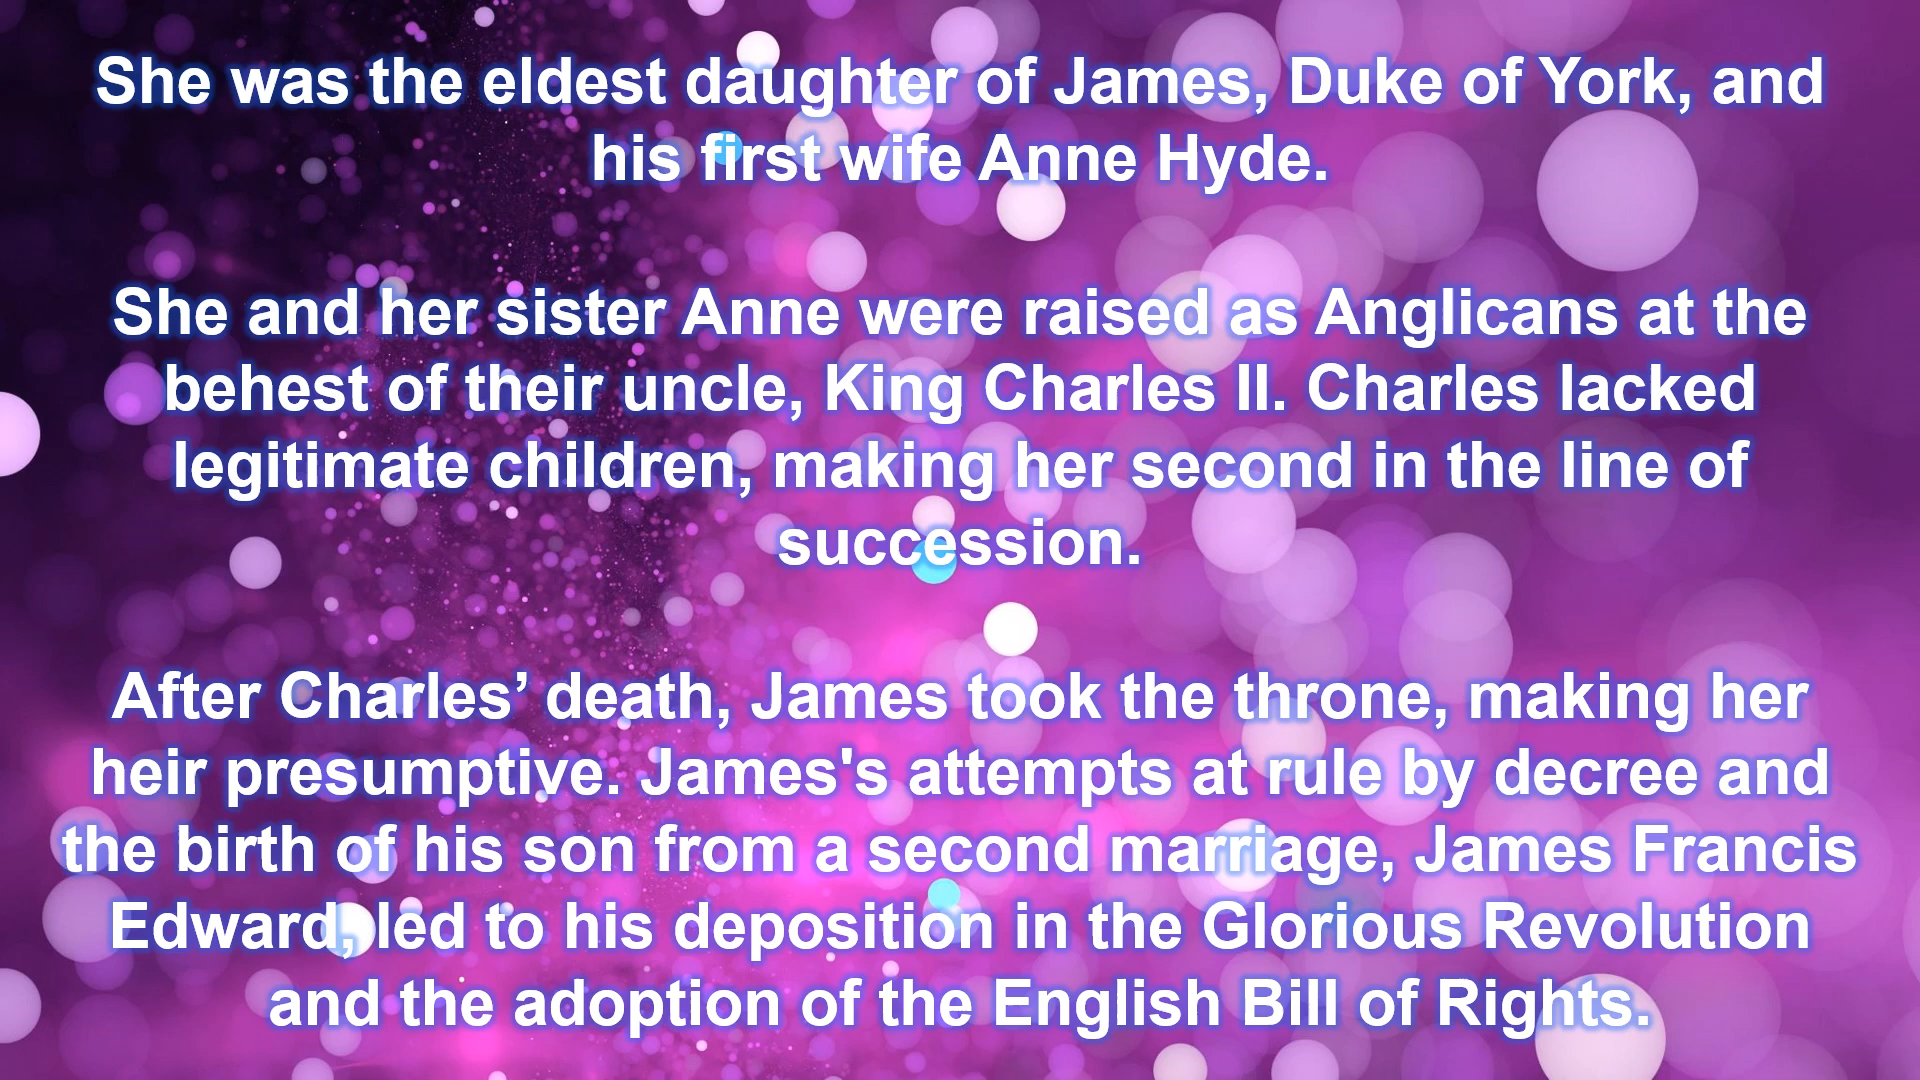 She was the eldest daughter of James, Duke of York, and
his first wife Anne Hyde.
She and her sister Anne were raised as Anglicans at the
behest of their uncle, King Charles II. Charles lacked
legitimate children, making her second in the line of
succession.
After Charles’ death, James took the throne, making her
heir presumptive. James's attempts at rule by decree and
the birth of his son from a second marriage, James Francis
Edward, led to his deposition in the Glorious Revolution
and the adoption of the English Bill of Rights.